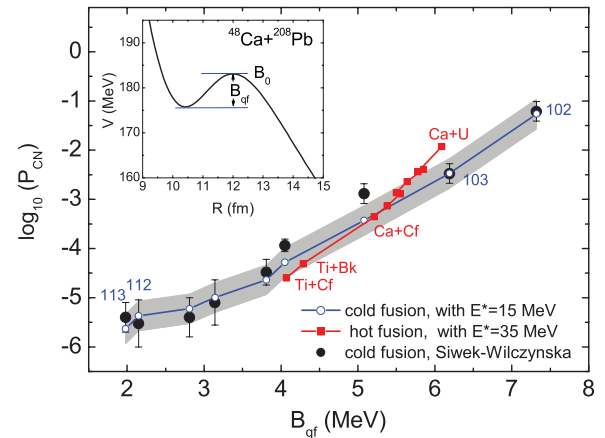 ⁴⁸Ca+²⁰⁸Pb
B₀
B_qf
V (MeV)
190
180
170
160
9 10 11 12 13 14 15
R (fm)
log₁₀ (P_CN)
0
-1
-2
-3
-4
-5
-6
102
Ca+U
103
Ca+Cf
Ti+Bk
Ti+Cf
113 112
cold fusion, with E*=15 MeV
hot fusion, with E*=35 MeV
cold fusion, Siwek-Wilczynska
2 3 4 5 6 7 8
B_qf (MeV)